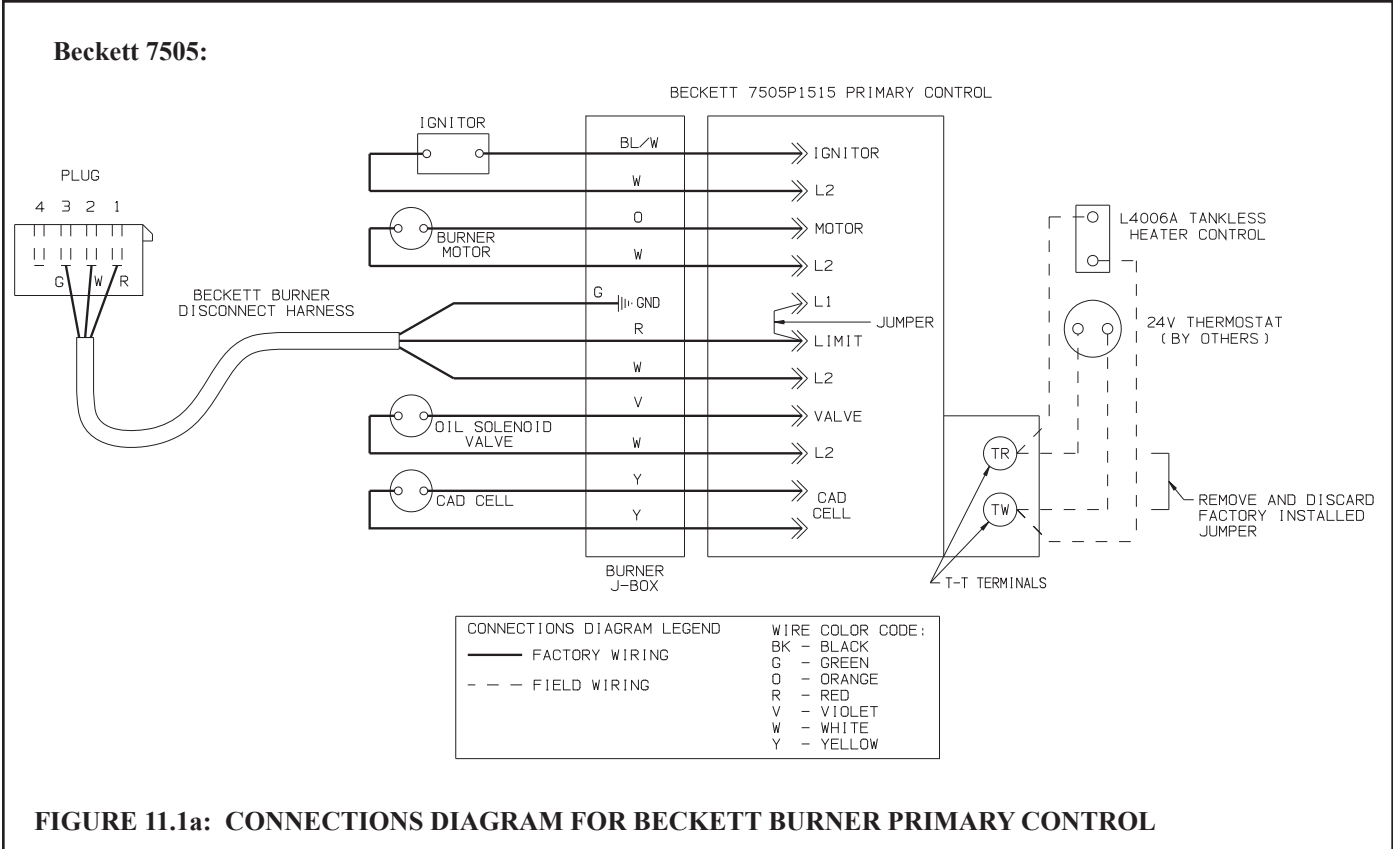 Beckett 7505:
BECKETT 7505P1515 PRIMARY CONTROL
IGNITOR
BL/W
IGNITOR
W
L2
PLUG
4 3 2 1
G W R
O
MOTOR
BURNER
MOTOR
W
L2
L4006A TANKLESS
HEATER CONTROL
BECKETT BURNER
DISCONNECT HARNESS
G
GND
L1
JUMPER
R
LIMIT
24V THERMOSTAT
(BY OTHERS)
W
L2
V
VALVE
OIL SOLENOID
VALVE
W
L2
TR
Y
CAD CELL
CAD
CELL
Y
TW
REMOVE AND DISCARD
FACTORY INSTALLED
JUMPER
BURNER
J-BOX
T-T TERMINALS
CONNECTIONS DIAGRAM LEGEND
FACTORY WIRING
FIELD WIRING
WIRE COLOR CODE:
BK - BLACK
G - GREEN
O - ORANGE
R - RED
V - VIOLET
W - WHITE
Y - YELLOW
FIGURE 11.1a: CONNECTIONS DIAGRAM FOR BECKETT BURNER PRIMARY CONTROL